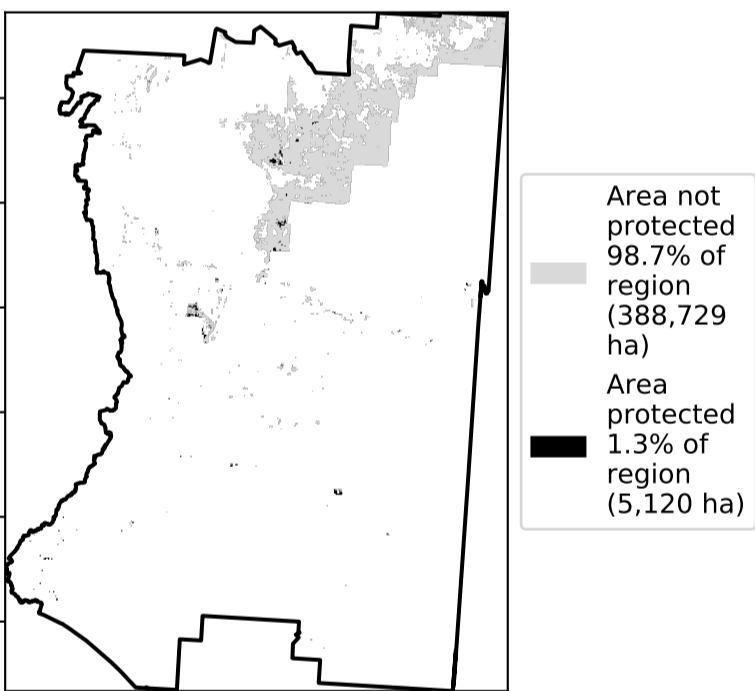 Area not
protected
98.7% of
region
(388,729
ha)
Area
protected
1.3% of
region
(5,120 ha)